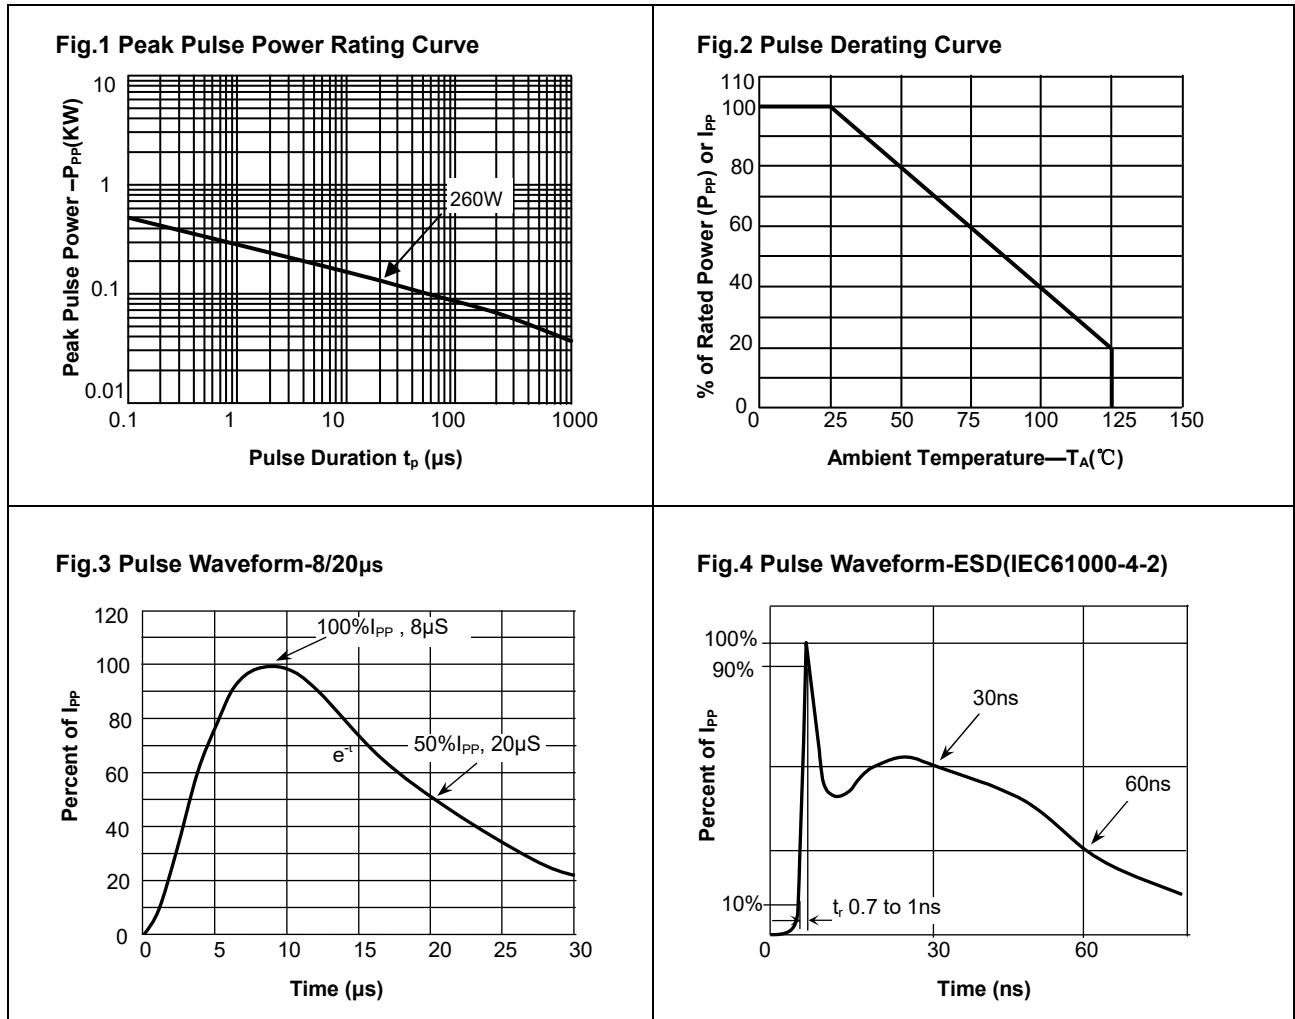 Fig.1 Peak Pulse Power Rating Curve
Peak Pulse Power –PPP(KW)
10
1
0.1
0.01
260W
0.1 1 10 100 1000
Pulse Duration tp (µs)
Fig.2 Pulse Derating Curve
% of Rated Power (PPP) or IPP
110
100
80
60
40
20
0
25 50 75 100 125 150
Ambient Temperature—TA(℃)
Fig.3 Pulse Waveform-8/20µs
Percent of IPP
120
100
80
60
40
20
0
100%IPP , 8µS
e-t
50%IPP, 20µS
0 5 10 15 20 25 30
Time (µs)
Fig.4 Pulse Waveform-ESD(IEC61000-4-2)
Percent of IPP
100%
90%
10%
30ns
60ns
tr 0.7 to 1ns
0 30 60
Time (ns)